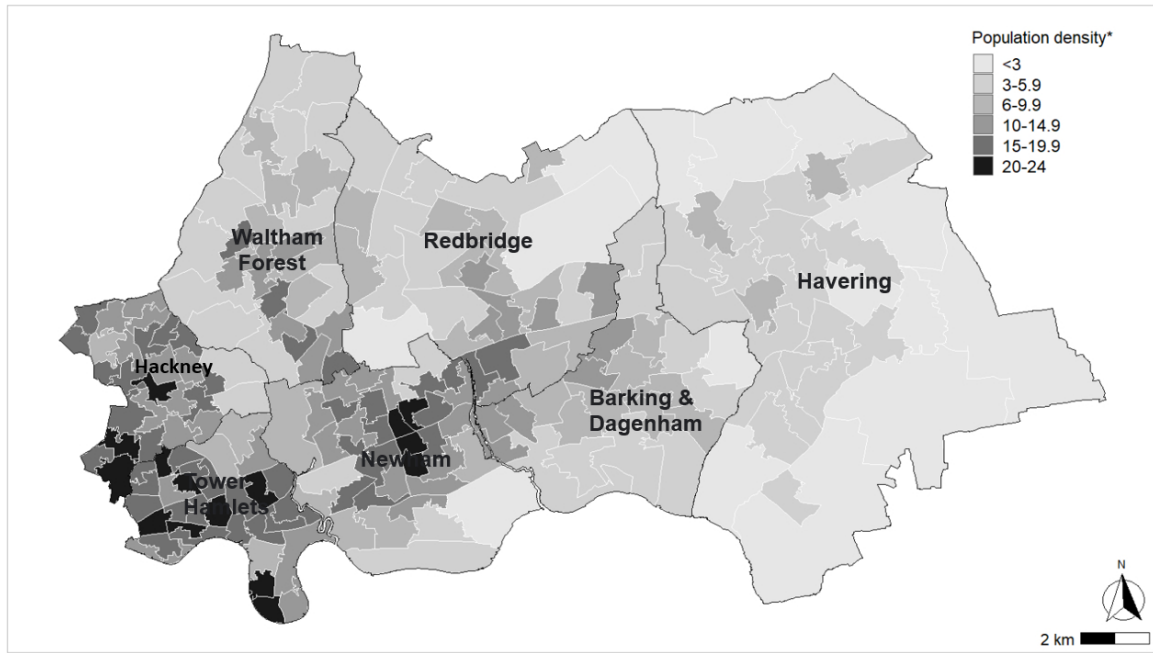 Population density*
<3
3-5.9
6-9.9
10-14.9
15-19.9
20-24
Waltham
Forest
Redbridge
Havering
Hackney
Barking &
Dagenham
Newham
Tower
Hamlets
N
2 km